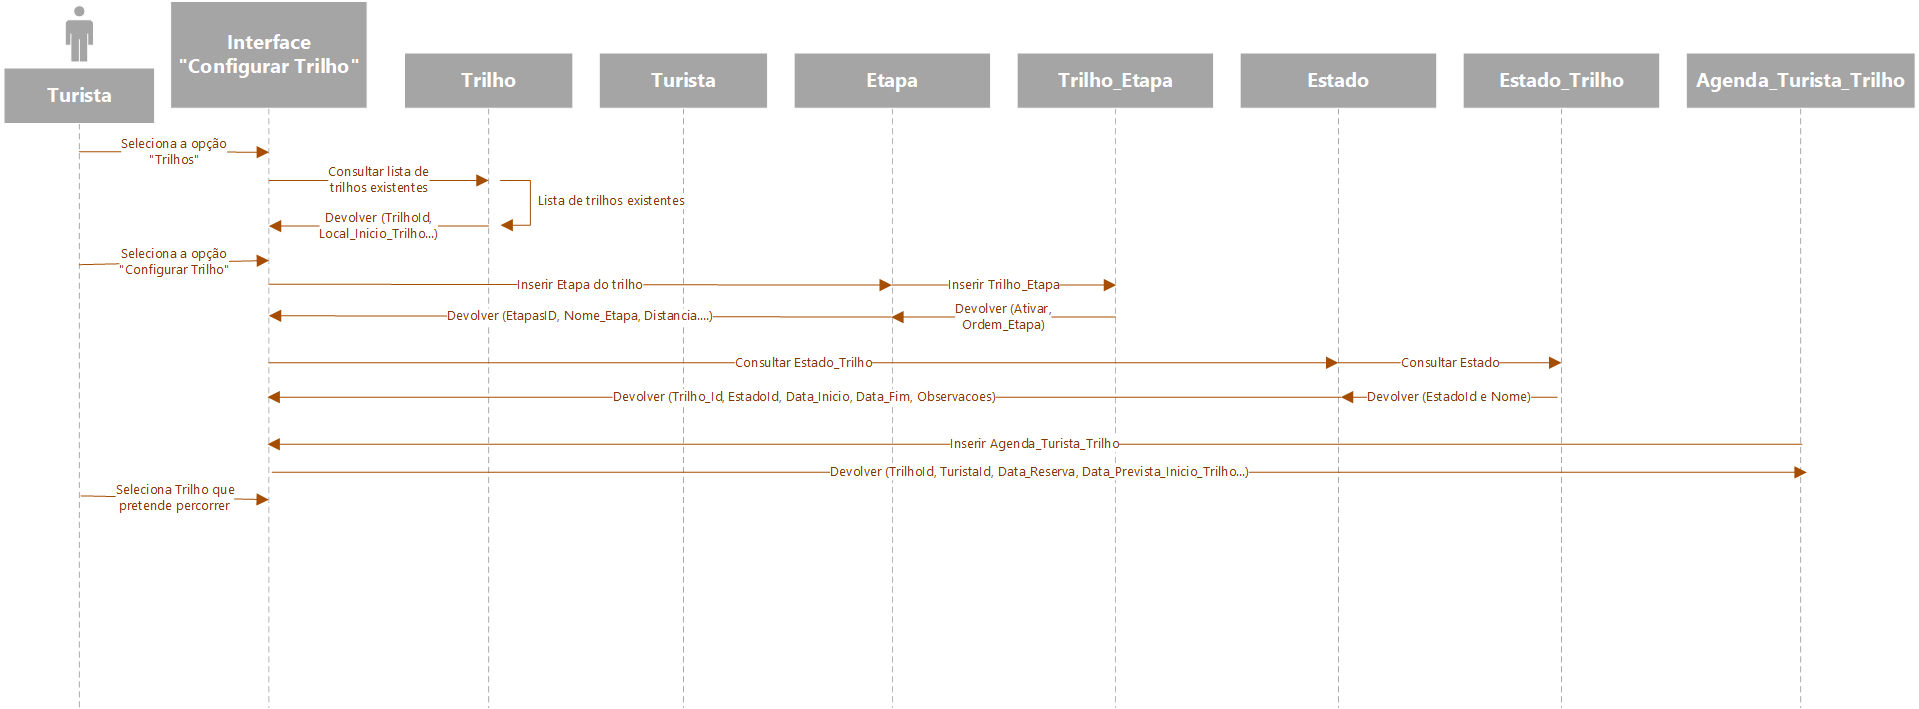 Turista
Interface
"Configurar Trilho"
Trilho
Turista
Etapa
Trilho_Etapa
Estado
Estado_Trilho
Agenda_Turista_Trilho
Seleciona a opção
"Trilhos"
Consultar lista de
trilhos existentes
Lista de trilhos existentes
Devolver (TrilhoId,
Local_Inicio_Trilho...)
Seleciona a opção
"Configurar Trilho"
Inserir Etapa do trilho
Inserir Trilho_Etapa
Devolver (EtapasID, Nome_Etapa, Distancia....)
Devolver (Ativar,
Ordem_Etapa)
Consultar Estado_Trilho
Consultar Estado
Devolver (Trilho_Id, EstadoId, Data_Inicio, Data_Fim, Observacoes)
Devolver (EstadoId e Nome)
Inserir Agenda_Turista_Trilho
Devolver (TrilhoId, TuristaId, Data_Reserva, Data_Prevista_Inicio_Trilho...)
Seleciona Trilho que
pretende percorrer